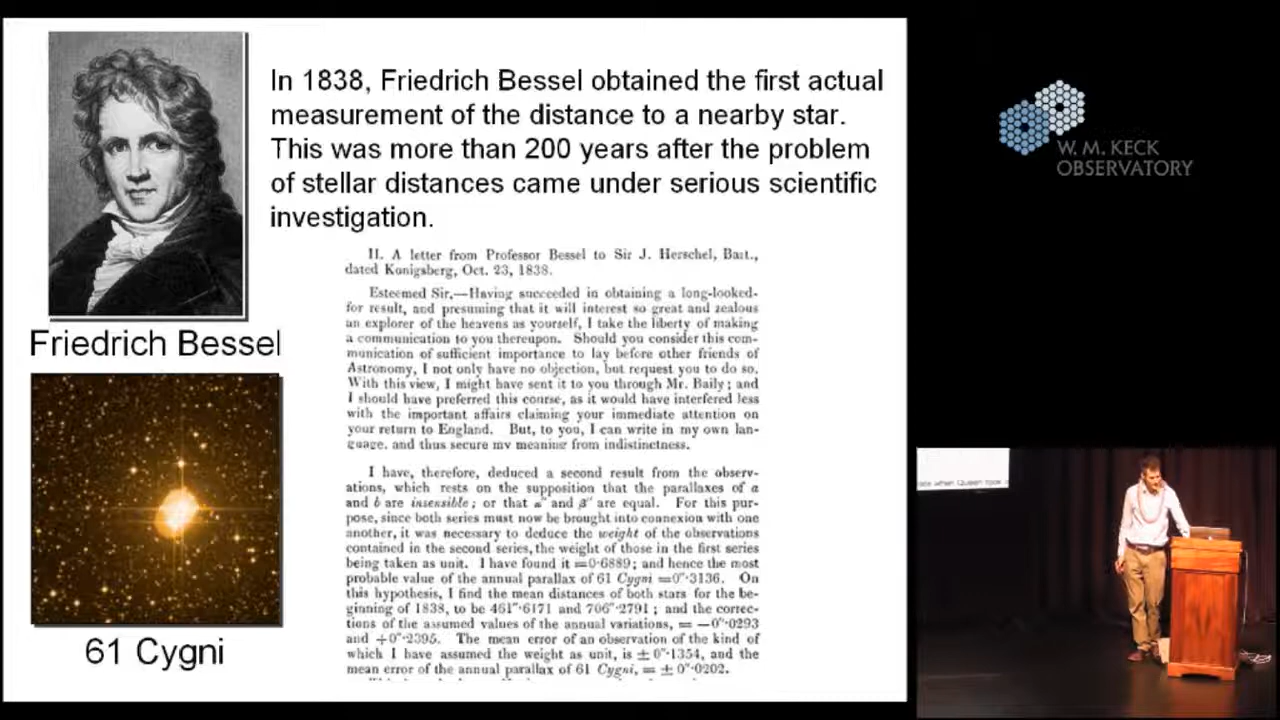 In 1838, Friedrich Bessel obtained the first actual
measurement of the distance to a nearby star.
This was more than 200 years after the problem
of stellar distances came under serious scientific
investigation.
Friedrich Bessel
61 Cygni
II. A letter from Professor Bessel to Sir J. Herschel, Bart.,
dated Konigsberg, Oct. 23, 1838.
Esteemed Sir,—Having succeeded in obtaining a long-looked-
for result, and presuming that it will interest so great and zealous
an explorer of the heavens as yourself, I take the liberty of making
a communication to you thereupon. Should you consider this com-
munication of sufficient importance to lay before other friends of
Astronomy, I not only have no objection, but request you to do so.
With this view, I might have sent it to you through Mr. Baily; and
I should have preferred this course, as it would have interfered less
with the important affairs claiming your immediate attention on
your return to England. But, to you, I can write in my own lan-
guage, and thus secure my meaning from indistinctness.
I have, therefore, deduced a second result from the observ-
ations, which rests on the supposition that the parallaxes of a
and b are insensible; or that α″ and β″ are equal. For this pur-
pose, since both series must now be brought into connexion with one
another, it was necessary to deduce the weight of the observations
contained in the second series, the weight of those in the first series
being taken as unit. I have found it =0·6889; and hence the most
probable value of the annual parallax of 61 Cygni =0″·3136. On
this hypothesis, I find the mean distances of both stars for the be-
ginning of 1838, to be 461″·6171 and 706″·2791; and the correc-
tions of the assumed values of the annual variations, = —0″·0293
and +0″·2395. The mean error of an observation of the kind of
which I have assumed the weight as unit, is ± 0″·1354, and the
mean error of the annual parallax of 61 Cygni, = ± 0″·0202.
W. M. KECK
OBSERVATORY
when Queen took